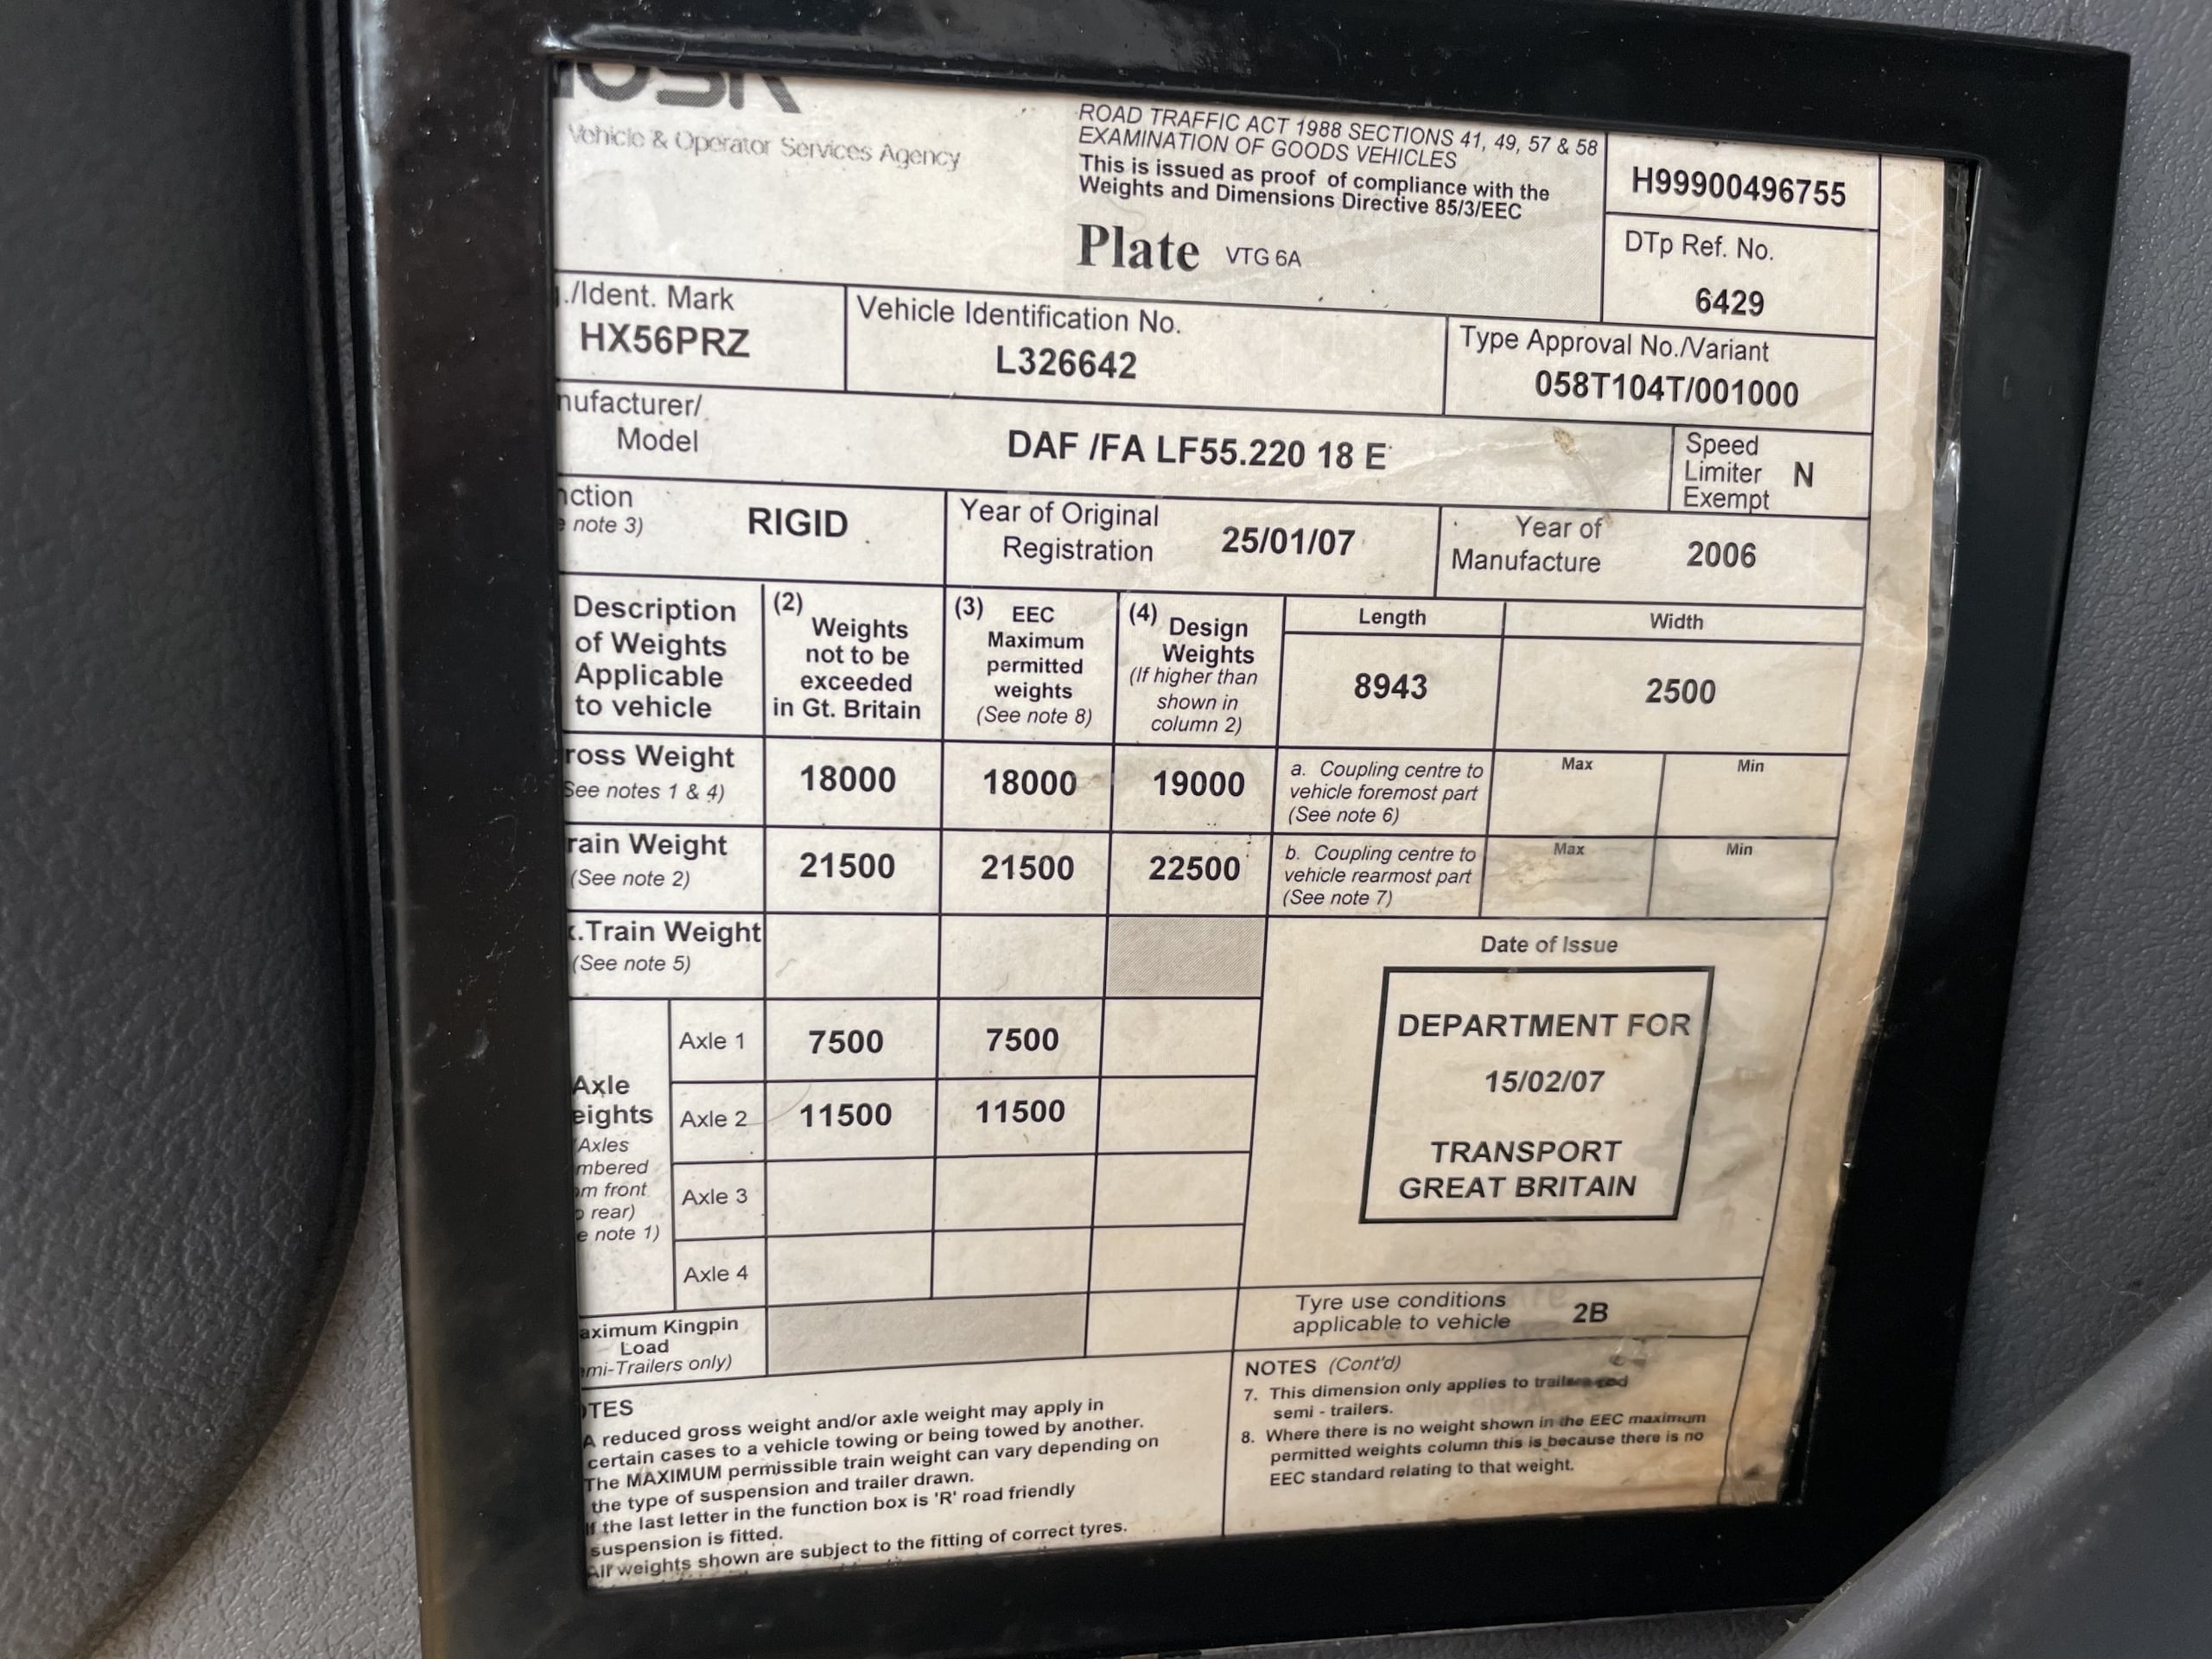 Vehicle & Operator Services Agency
ROAD TRAFFIC ACT 1988 SECTIONS 41, 49, 57 & 58
EXAMINATION OF GOODS VEHICLES
This is issued as proof of compliance with the
Weights and Dimensions Directive 85/3/EEC
Plate VTG 6A
H99900496755
DTp Ref. No.
6429
./Ident. Mark
HX56PRZ
Vehicle Identification No.
L326642
Type Approval No./Variant
058T104T/001000
nufacturer/
Model
DAF /FA LF55.220 18 E
Speed
Limiter N
Exempt
nction
e note 3)
RIGID
Year of Original
Registration
25/01/07
Year of
Manufacture
2006
Description
of Weights
Applicable
to vehicle
(2) Weights
not to be
exceeded
in Gt. Britain
(3) EEC
Maximum
permitted
weights
(See note 8)
(4) Design
Weights
(If higher than
shown in
column 2)
Length
8943
Width
2500
ross Weight
See notes 1 & 4)
18000
18000
19000
a. Coupling centre to
vehicle foremost part
(See note 6)
Max
Min
rain Weight
(See note 2)
21500
21500
22500
b. Coupling centre to
vehicle rearmost part
(See note 7)
Max
Min
.Train Weight
(See note 5)
Date of Issue
DEPARTMENT FOR
15/02/07
TRANSPORT
GREAT BRITAIN
Axle
eights
(Axles
mbered
om front
o rear)
e note 1)
Axle 1
7500
7500
Axle 2
11500
11500
Axle 3
Axle 4
aximum Kingpin
Load
mi-Trailers only)
Tyre use conditions
applicable to vehicle
2B
OTES
A reduced gross weight and/or axle weight may apply in
certain cases to a vehicle towing or being towed by another.
The MAXIMUM permissible train weight can vary depending on
the type of suspension and trailer drawn.
If the last letter in the function box is 'R' road friendly
suspension is fitted.
All weights shown are subject to the fitting of correct tyres.
NOTES (Cont'd)
7. This dimension only applies to trailers and
semi - trailers.
8. Where there is no weight shown in the EEC maximum
permitted weights column this is because there is no
EEC standard relating to that weight.